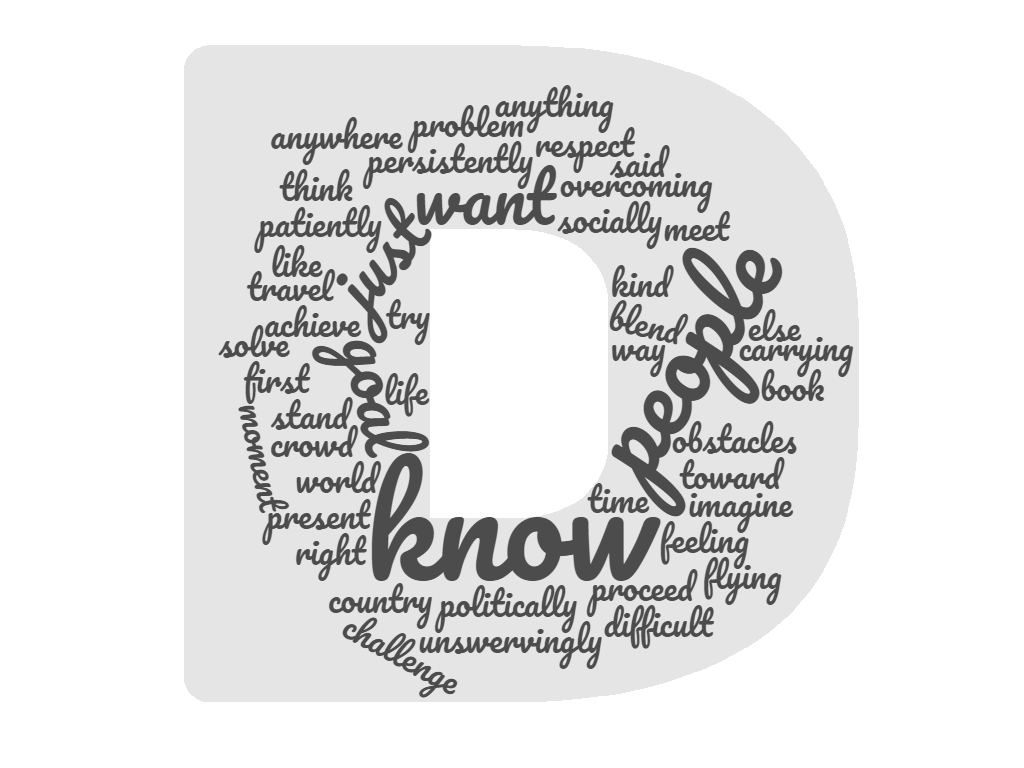 anything
problem
anywhere
respect
persistently
said
think
want
overcoming
patiently
just
socially
meet
like
travel
kind
people
achieve
try
blend
else
solve
way
carrying
first
goal
life
book
moment
stand
crowd
obstacles
world
know
toward
present
time
imagine
right
feeling
flying
country
politically
proceed
challenge
unswervingly
difficult
D